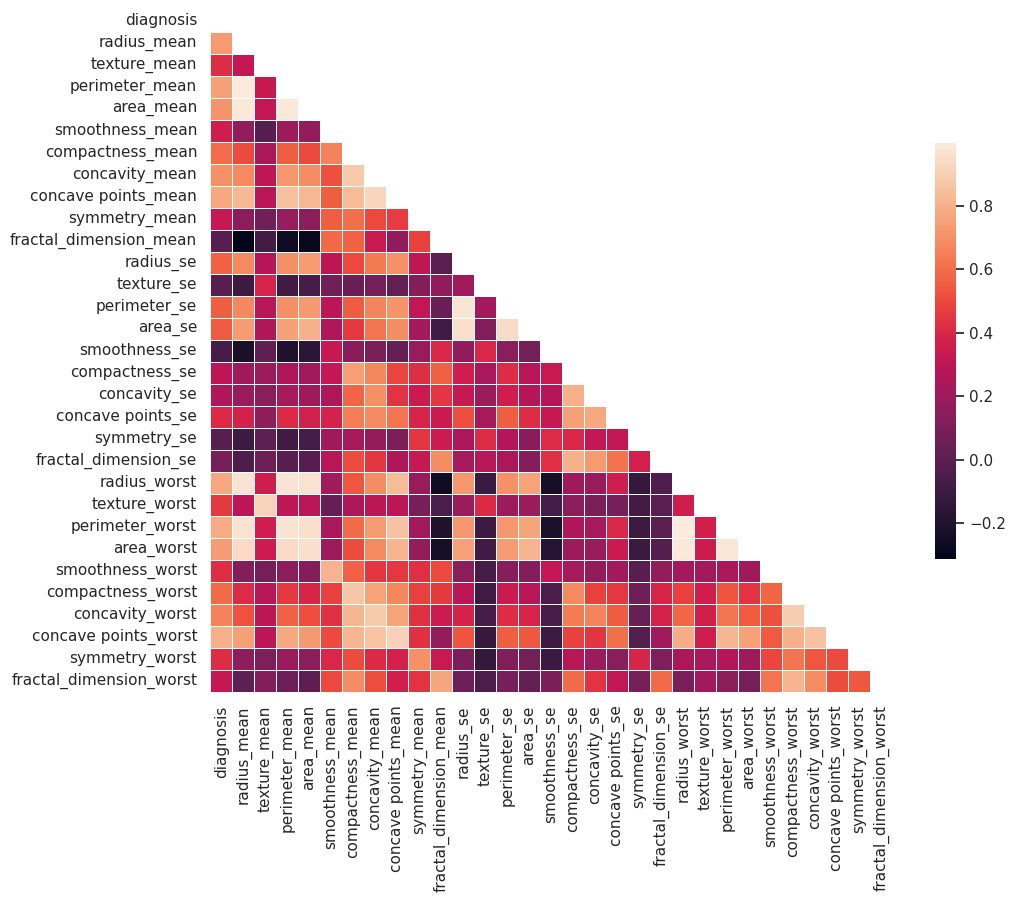 diagnosis
radius_mean
texture_mean
perimeter_mean
area_mean
smoothness_mean
compactness_mean
concavity_mean
concave points_mean
symmetry_mean
fractal_dimension_mean
radius_se
texture_se
perimeter_se
area_se
smoothness_se
compactness_se
concavity_se
concave points_se
symmetry_se
fractal_dimension_se
radius_worst
texture_worst
perimeter_worst
area_worst
smoothness_worst
compactness_worst
concavity_worst
concave points_worst
symmetry_worst
fractal_dimension_worst
diagnosis
radius_mean
texture_mean
perimeter_mean
area_mean
smoothness_mean
compactness_mean
concavity_mean
concave points_mean
symmetry_mean
fractal_dimension_mean
radius_se
texture_se
perimeter_se
area_se
smoothness_se
compactness_se
concavity_se
concave points_se
symmetry_se
fractal_dimension_se
radius_worst
texture_worst
perimeter_worst
area_worst
smoothness_worst
compactness_worst
concavity_worst
concave points_worst
symmetry_worst
fractal_dimension_worst
0.8
0.6
0.4
0.2
0.0
−0.2